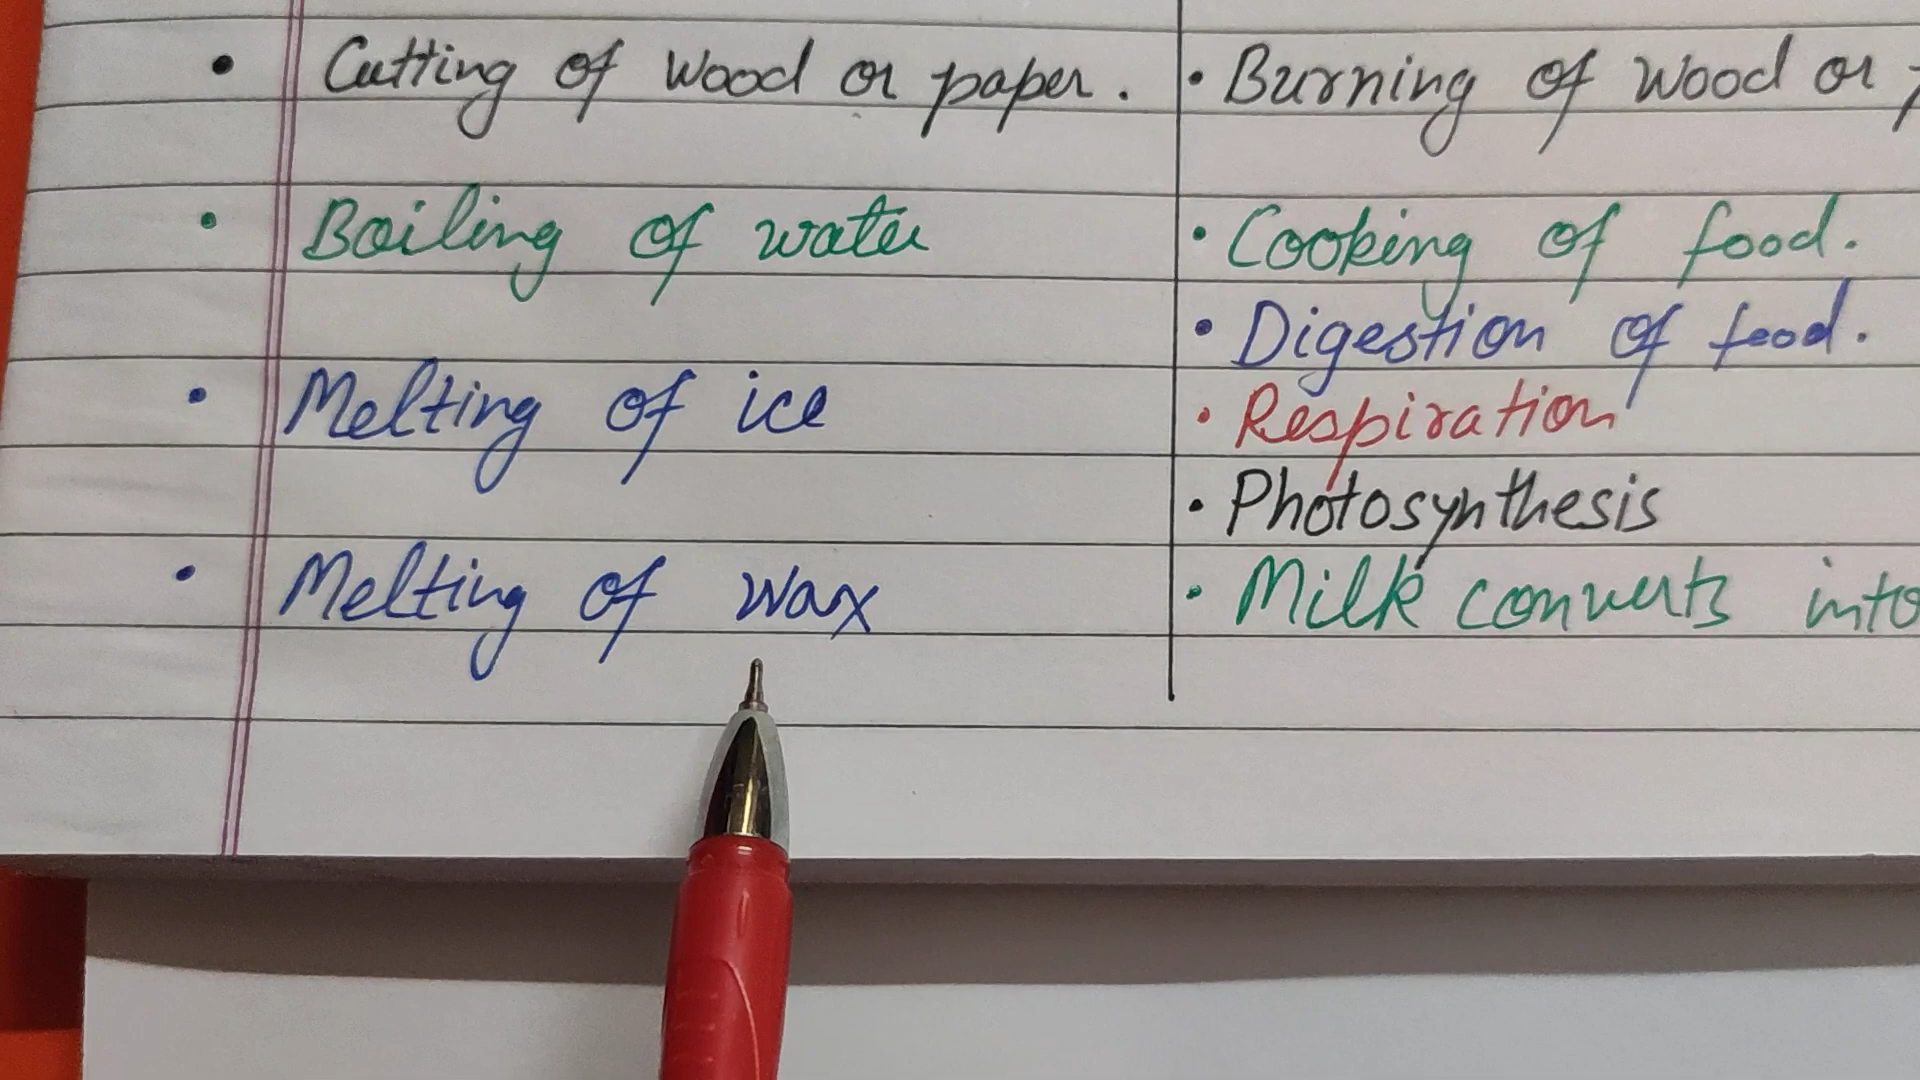 • Cutting of wood or paper.
• Boiling of water
• Melting of ice
• Melting of wax
• Burning of wood or
• Cooking of food.
• Digestion of food.
• Respiration
• Photosynthesis
• Milk converts into